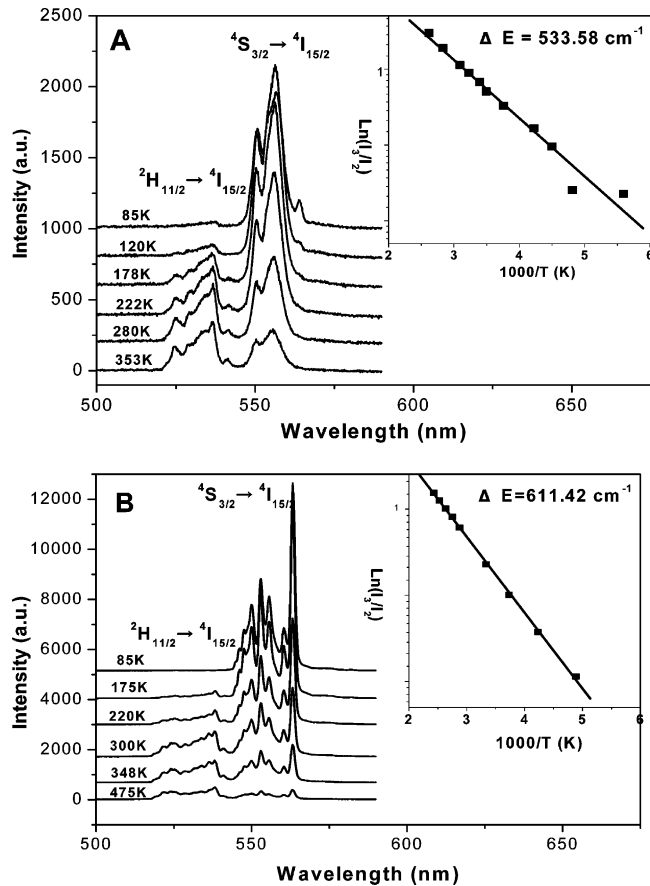 A
⁴S₃/₂ → ⁴I₁₅/₂
²H₁₁/₂ → ⁴I₁₅/₂
Intensity (a.u.)
2500
2000
1500
1000
500
0
85K
120K
178K
222K
280K
353K
500
550
600
650
Wavelength (nm)
Δ E = 533.58 cm⁻¹
Ln(I₃/I₂)
1
2
3
4
5
6
1000/T (K)
B
⁴S₃/₂ → ⁴I₁₅/₂
²H₁₁/₂ → ⁴I₁₅/₂
Intensity (a.u.)
12000
10000
8000
6000
4000
2000
0
85K
175K
220K
300K
348K
475K
500
550
600
650
Wavelength (nm)
Δ E=611.42 cm⁻¹
Ln(I₃/I₂)
1
2
3
4
5
6
1000/T (K)